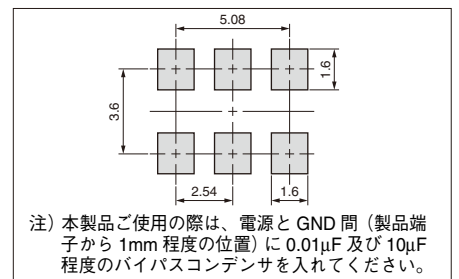 5.08
1.6
3.6
2.54
1.6
注）本製品ご使用の際は、電源と GND 間（製品端
子から 1mm 程度の位置）に 0.01μF 及び 10μF
程度のバイパスコンデンサを入れてください。